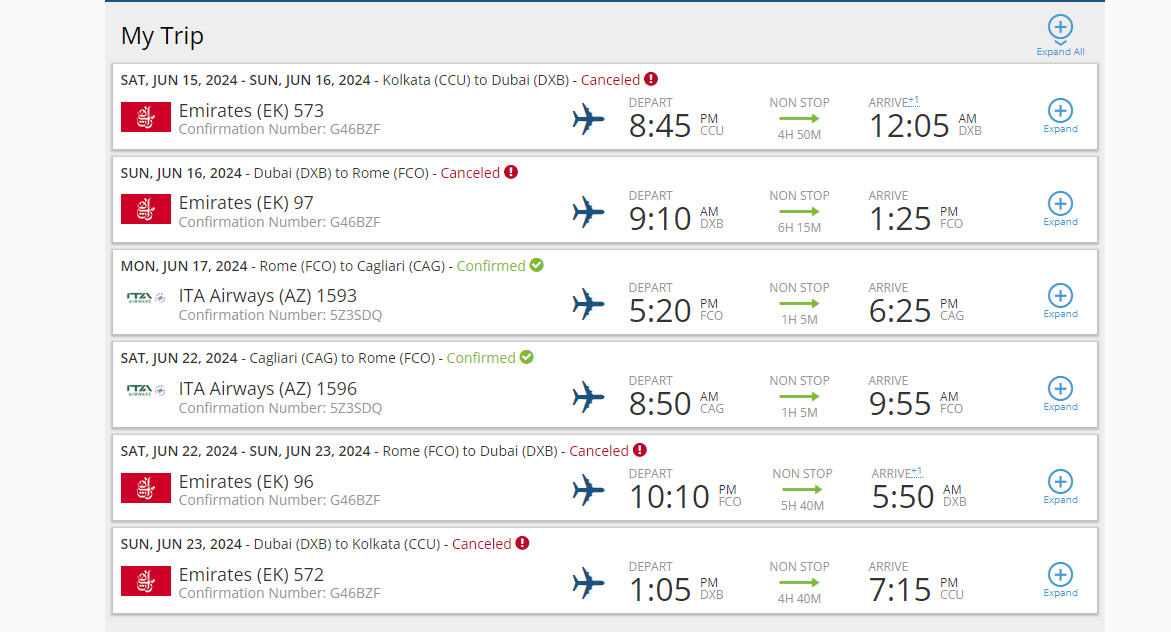 My Trip
Expand All
SAT, JUN 15, 2024 - SUN, JUN 16, 2024 - Kolkata (CCU) to Dubai (DXB) - Canceled
Emirates (EK) 573
Confirmation Number: G46BZF
DEPART
8:45 PM CCU
NON STOP
4H 50M
ARRIVE+1
12:05 AM DXB
Expand
SUN, JUN 16, 2024 - Dubai (DXB) to Rome (FCO) - Canceled
Emirates (EK) 97
Confirmation Number: G46BZF
DEPART
9:10 AM DXB
NON STOP
6H 15M
ARRIVE
1:25 PM FCO
Expand
MON, JUN 17, 2024 - Rome (FCO) to Cagliari (CAG) - Confirmed
ITA AIRWAYS
ITA Airways (AZ) 1593
Confirmation Number: 5Z3SDQ
DEPART
5:20 PM FCO
NON STOP
1H 5M
ARRIVE
6:25 PM CAG
Expand
SAT, JUN 22, 2024 - Cagliari (CAG) to Rome (FCO) - Confirmed
ITA AIRWAYS
ITA Airways (AZ) 1596
Confirmation Number: 5Z3SDQ
DEPART
8:50 AM CAG
NON STOP
1H 5M
ARRIVE
9:55 AM FCO
Expand
SAT, JUN 22, 2024 - SUN, JUN 23, 2024 - Rome (FCO) to Dubai (DXB) - Canceled
Emirates (EK) 96
Confirmation Number: G46BZF
DEPART
10:10 PM FCO
NON STOP
5H 40M
ARRIVE+1
5:50 AM DXB
Expand
SUN, JUN 23, 2024 - Dubai (DXB) to Kolkata (CCU) - Canceled
Emirates (EK) 572
Confirmation Number: G46BZF
DEPART
1:05 PM DXB
NON STOP
4H 40M
ARRIVE
7:15 PM CCU
Expand